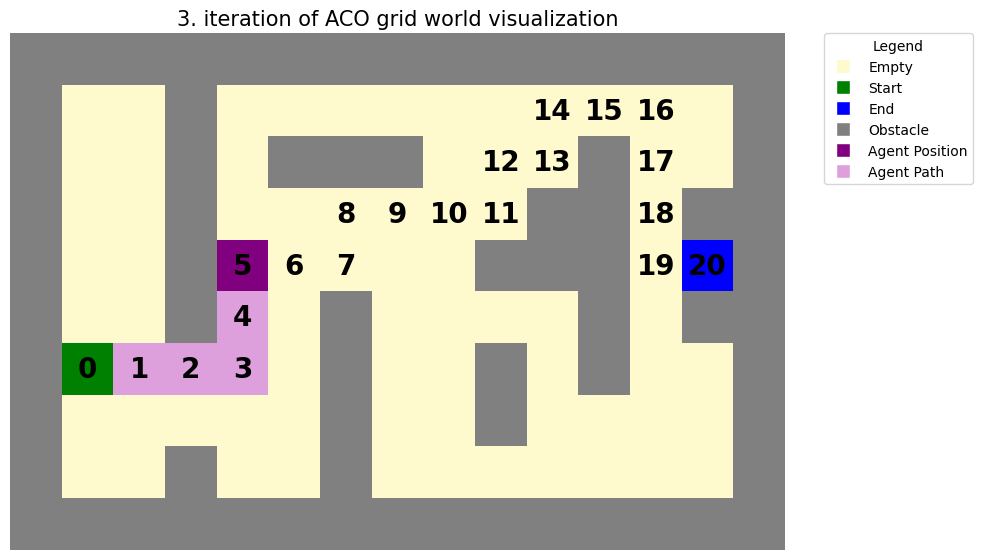 3. iteration of ACO grid world visualization
Legend
Empty
Start
End
Obstacle
Agent Position
Agent Path
14 15 16
12 13 17
8 9 10 11 18
5 6 7 19 20
4
0 1 2 3